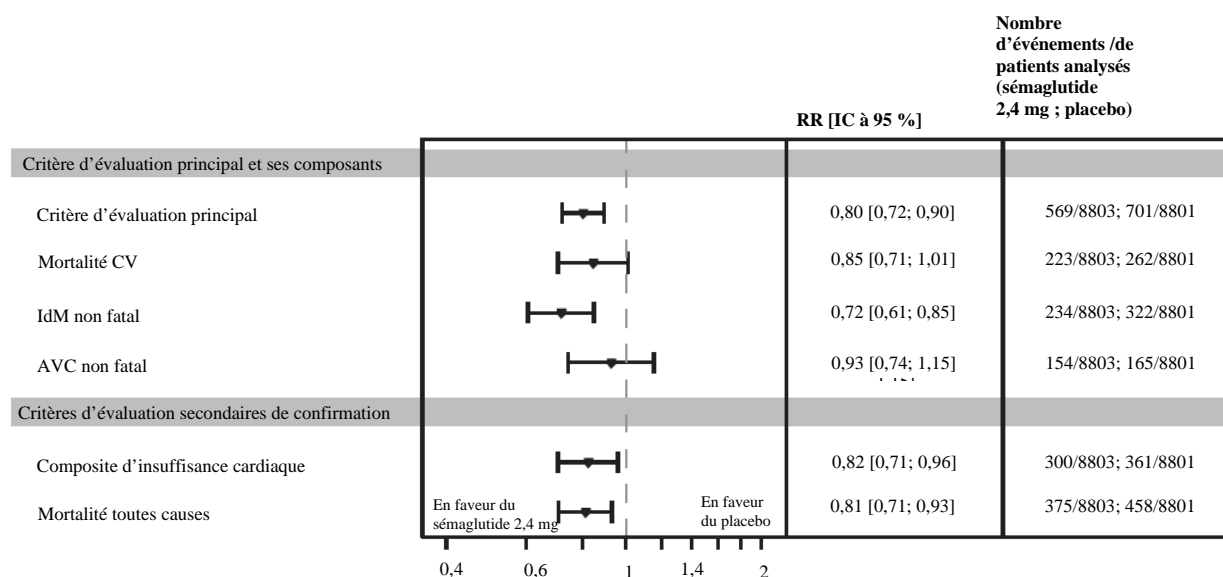 Nombre
d’événements /de
patients analysés
(sémaglutide
2,4 mg ; placebo)
RR [IC à 95 %]
Critère d’évaluation principal et ses composants
Critère d’évaluation principal
0,80 [0,72; 0,90]
569/8803; 701/8801
Mortalité CV
0,85 [0,71; 1,01]
223/8803; 262/8801
IdM non fatal
0,72 [0,61; 0,85]
234/8803; 322/8801
AVC non fatal
0,93 [0,74; 1,15]
154/8803; 165/8801
Critères d’évaluation secondaires de confirmation
Composite d’insuffisance cardiaque
0,82 [0,71; 0,96]
300/8803; 361/8801
Mortalité toutes causes
0,81 [0,71; 0,93]
375/8803; 458/8801
En faveur du
sémaglutide 2,4 mg
En faveur
du placebo
0,4 0,6 1 1,4 2